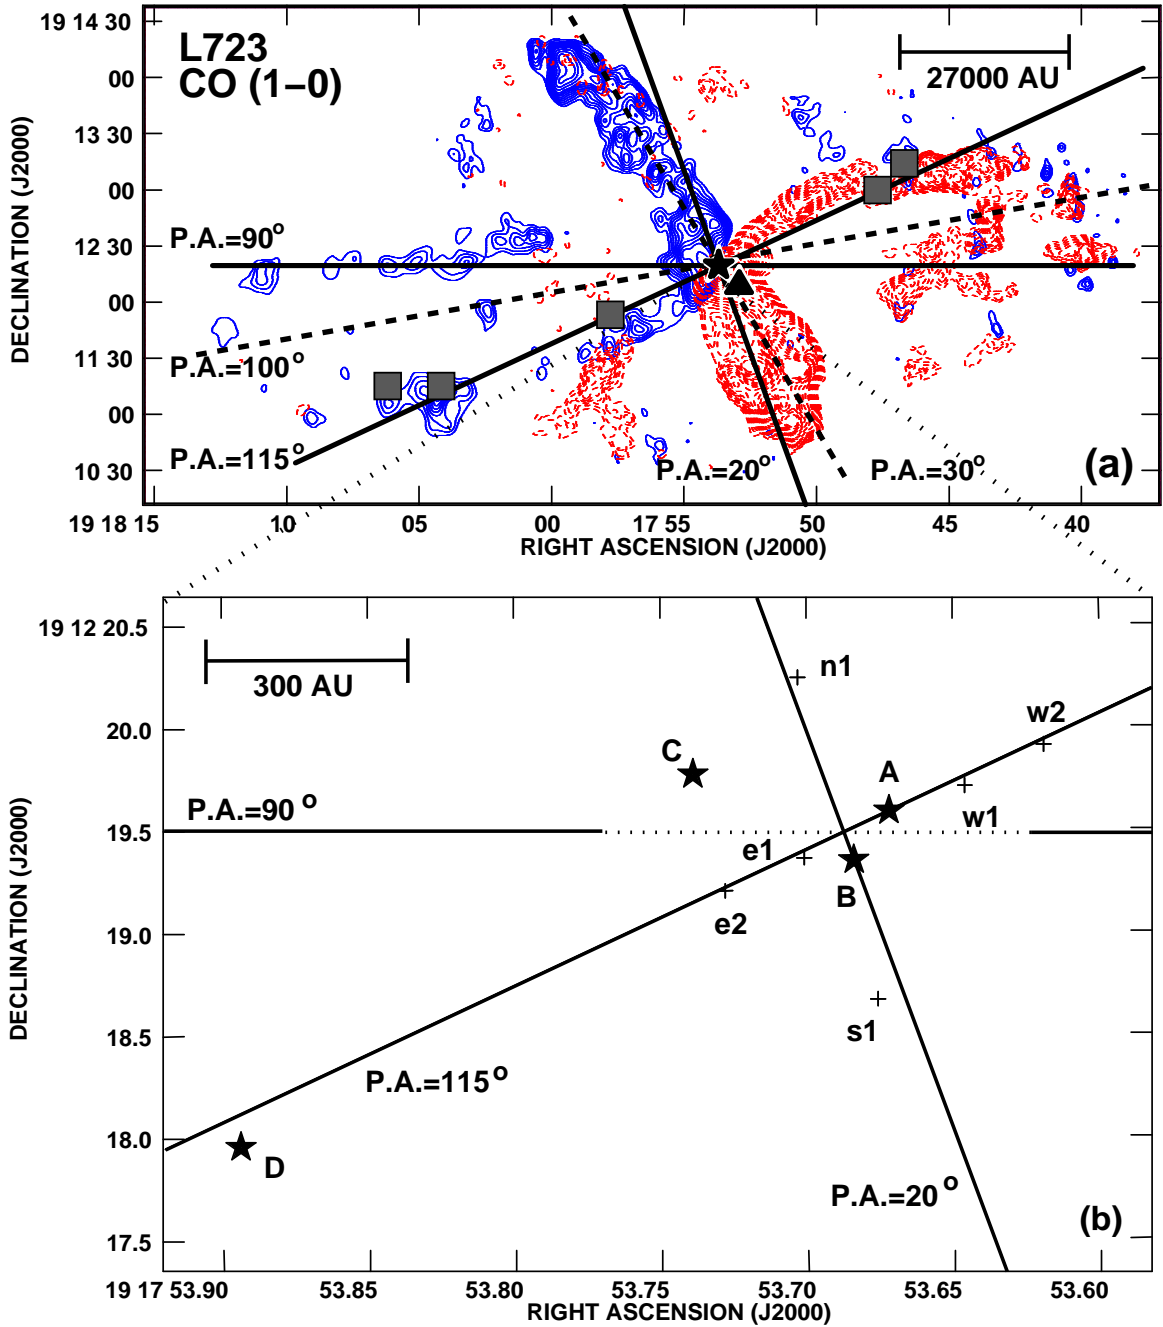 19 14 30
L723
CO (1–0)
27000 AU
00
13 30
00
P.A.=90°
12 30
00
P.A.=100°
11 30
00
P.A.=115°
10 30
P.A.=20°
P.A.=30°
(a)
DECLINATION (J2000)
19 18 15
10
05
00
17 55
50
45
40
RIGHT ASCENSION (J2000)
19 12 20.5
300 AU
n1
20.0
w2
C
A
P.A.=90 °
19.5
w1
e1
B
e2
19.0
s1
18.5
P.A.=115°
18.0
D
P.A.=20 °
(b)
17.5
DECLINATION (J2000)
19 17 53.90
53.85
53.80
53.75
53.70
53.65
53.60
RIGHT ASCENSION (J2000)